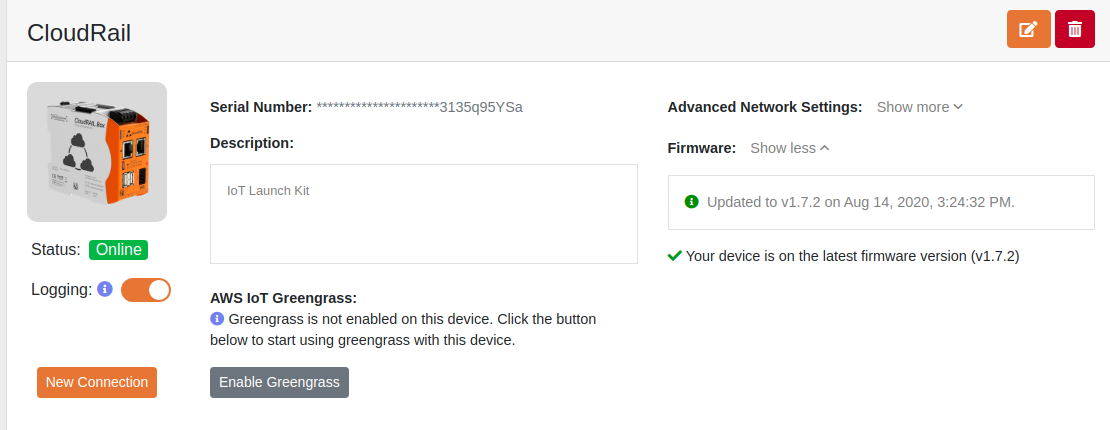 CloudRail
CloudRAIL Box
Status: Online
Logging:
New Connection
Serial Number: **********************3135q95YSa
Description:
IoT Launch Kit
AWS IoT Greengrass:
Greengrass is not enabled on this device. Click the button
below to start using greengrass with this device.
Enable Greengrass
Advanced Network Settings: Show more
Firmware: Show less
Updated to v1.7.2 on Aug 14, 2020, 3:24:32 PM.
Your device is on the latest firmware version (v1.7.2)